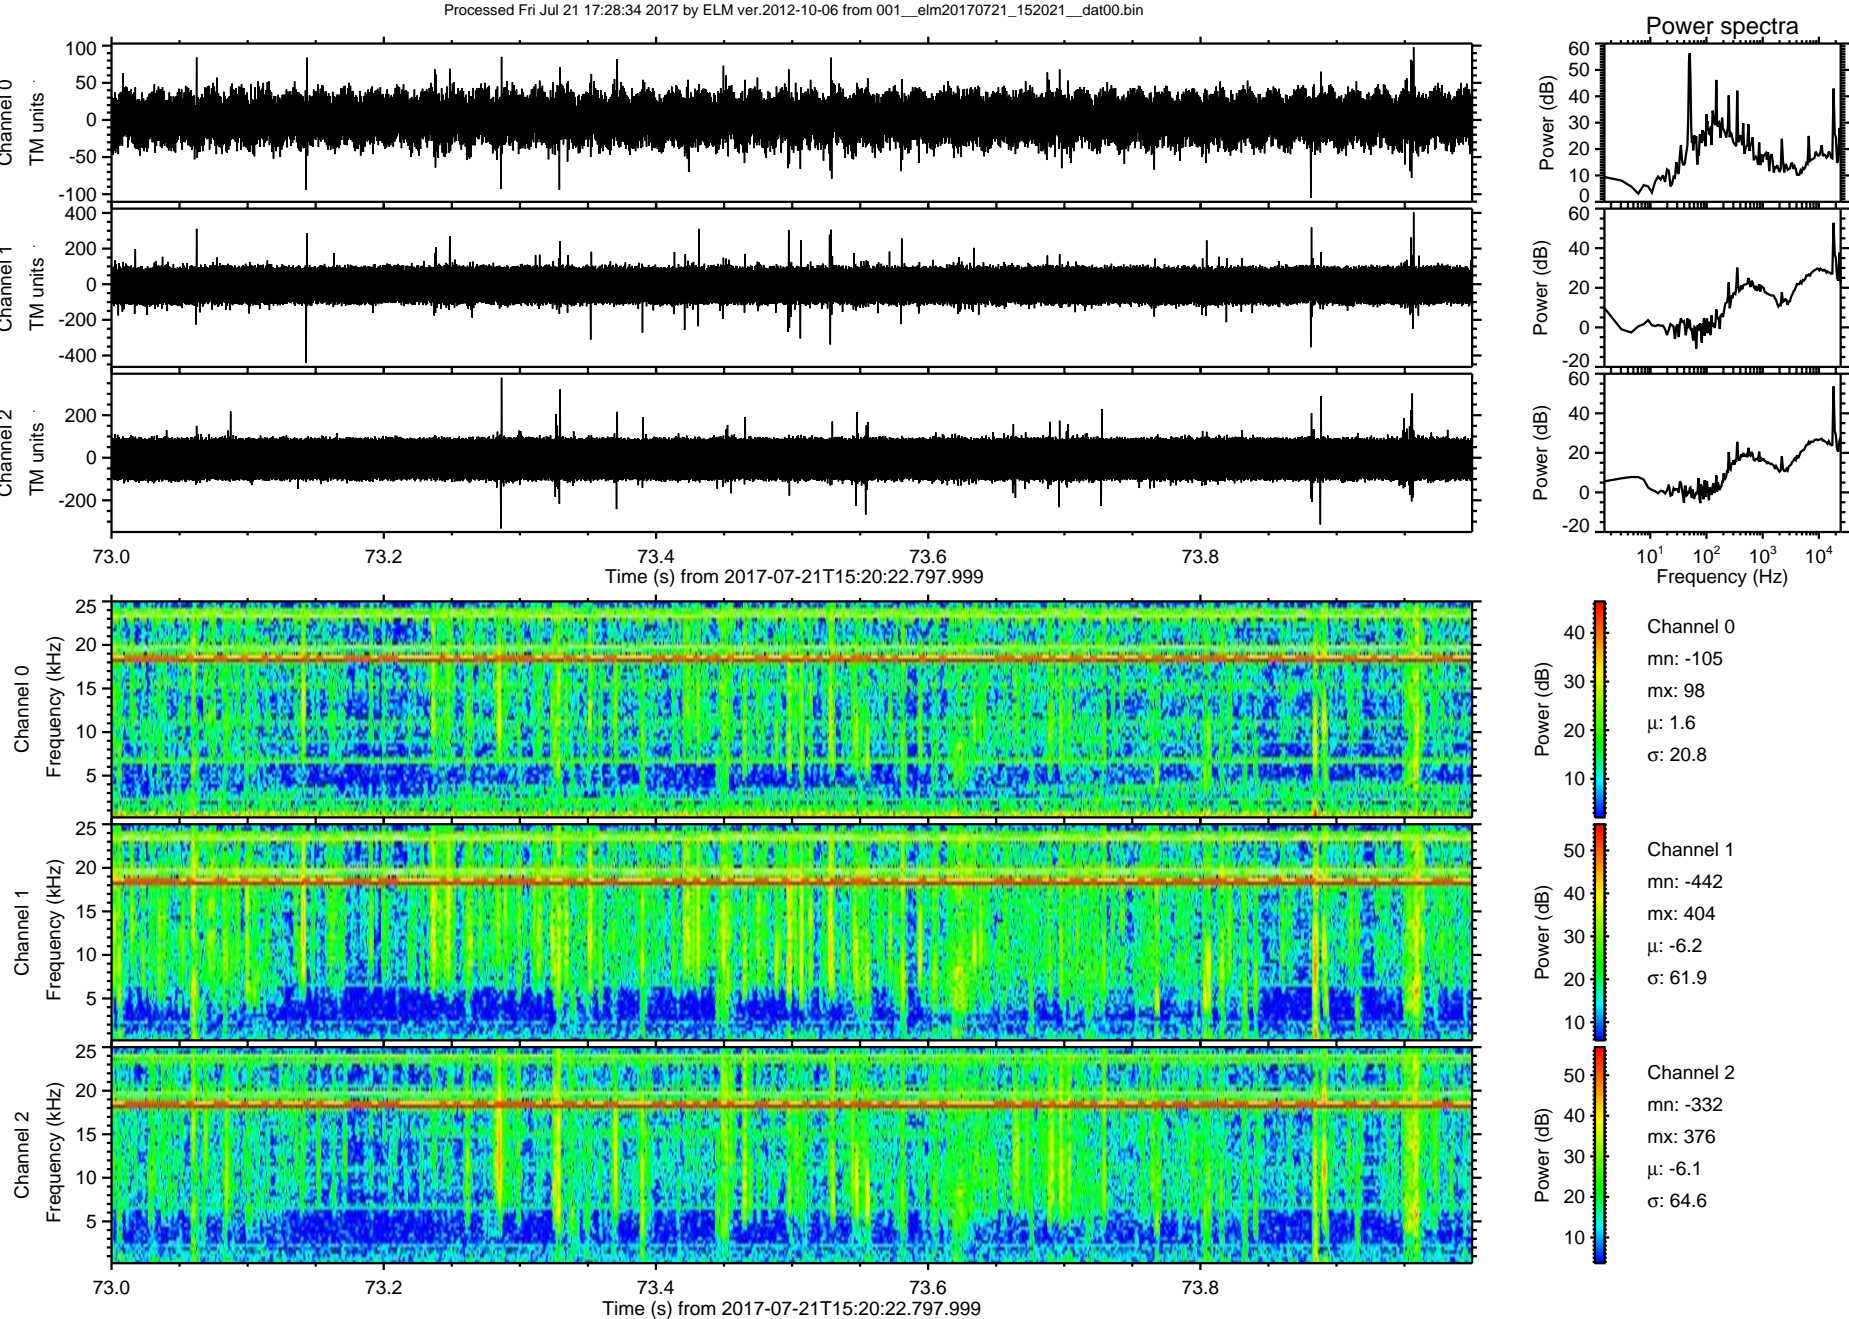 Processed Fri Jul 21 17:28:34 2017 by ELM ver.2012-10-06 from 001__elm20170721_152021__dat00.bin
Power spectra
Channel 0
TM units
100
50
0
-50
-100
Power (dB)
60
50
40
30
20
10
0
Channel 1
TM units
400
200
0
-200
-400
Power (dB)
60
40
20
0
-20
Channel 2
TM units
200
0
-200
Power (dB)
60
40
20
0
-20
73.0 73.2 73.4 73.6 73.8
Time (s) from 2017-07-21T15:20:22.797.999
10^1 10^2 10^3 10^4
Frequency (Hz)
Channel 0
Frequency (kHz)
25
20
15
10
5
Power (dB)
40
30
20
10
Channel 0
mn: -105
mx: 98
μ: 1.6
σ: 20.8
Channel 1
Frequency (kHz)
25
20
15
10
5
Power (dB)
50
40
30
20
10
Channel 1
mn: -442
mx: 404
μ: -6.2
σ: 61.9
Channel 2
Frequency (kHz)
25
20
15
10
5
Power (dB)
50
40
30
20
10
Channel 2
mn: -332
mx: 376
μ: -6.1
σ: 64.6
73.0 73.2 73.4 73.6 73.8
Time (s) from 2017-07-21T15:20:22.797.999